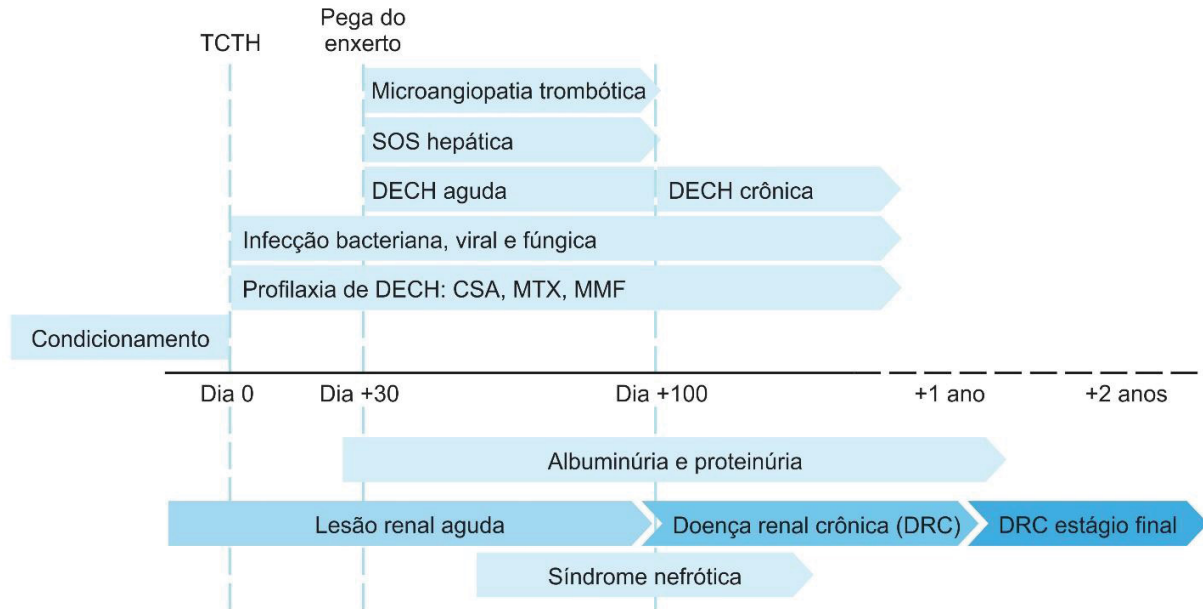 TCTH
Pega do
enxerto
Microangiopatia trombótica
SOS hepática
DECH aguda
DECH crônica
Infecção bacteriana, viral e fúngica
Profilaxia de DECH: CSA, MTX, MMF
Condicionamento
Dia 0
Dia +30
Dia +100
+1 ano
+2 anos
Albuminúria e proteinúria
Lesão renal aguda
Doença renal crônica (DRC)
DRC estágio final
Síndrome nefrótica